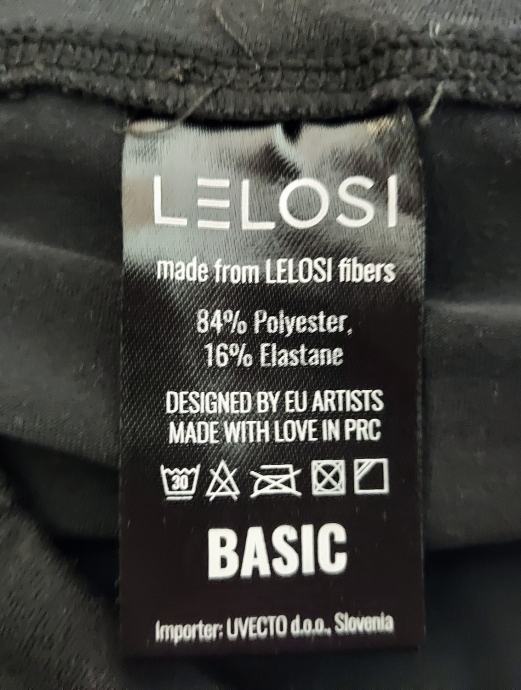 LELOSI
made from LELOSI fibers
84% Polyester,
16% Elastane
DESIGNED BY EU ARTISTS
MADE WITH LOVE IN PRC
30
BASIC
Importer: UVECTO d.o.o., Slovenia